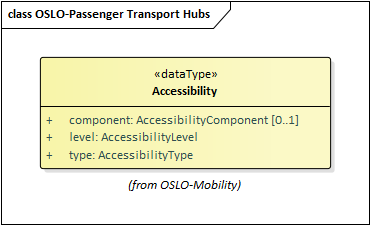 class OSLO-Passenger Transport Hubs
«dataType»
Accessibility
+ component: AccessibilityComponent [0..1]
+ level: AccessibilityLevel
+ type: AccessibilityType
(from OSLO-Mobility)